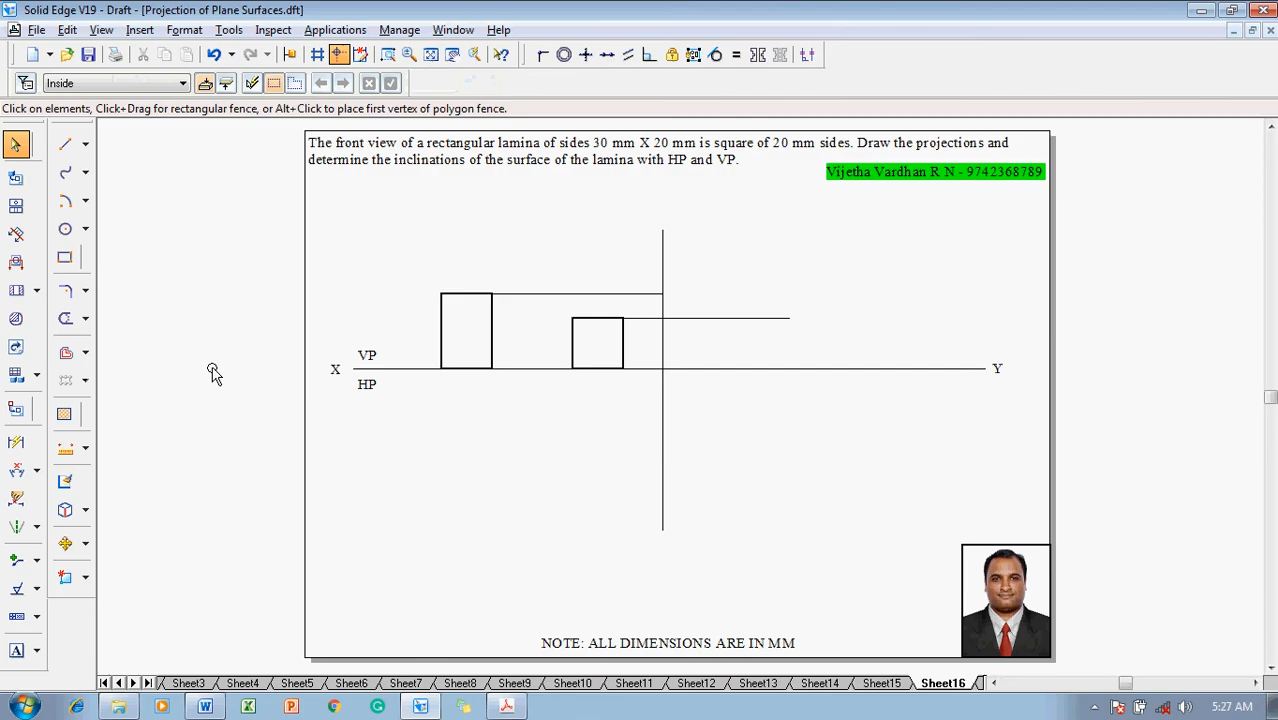 Solid Edge V19 - Draft - [Projection of Plane Surfaces.dft]
File Edit View Insert Format Tools Inspect Applications Manage Window Help
Inside
Click on elements, Click+Drag for rectangular fence, or Alt+Click to place first vertex of polygon fence.
The front view of a rectangular lamina of sides 30 mm X 20 mm is square of 20 mm sides. Draw the projections and
determine the inclinations of the surface of the lamina with HP and VP.
Vijetha Vardhan R N - 9742368789
VP
X
Y
HP
NOTE: ALL DIMENSIONS ARE IN MM
Sheet3 Sheet4 Sheet5 Sheet6 Sheet7 Sheet8 Sheet9 Sheet10 Sheet11 Sheet12 Sheet13 Sheet14 Sheet15 Sheet16
5:27 AM